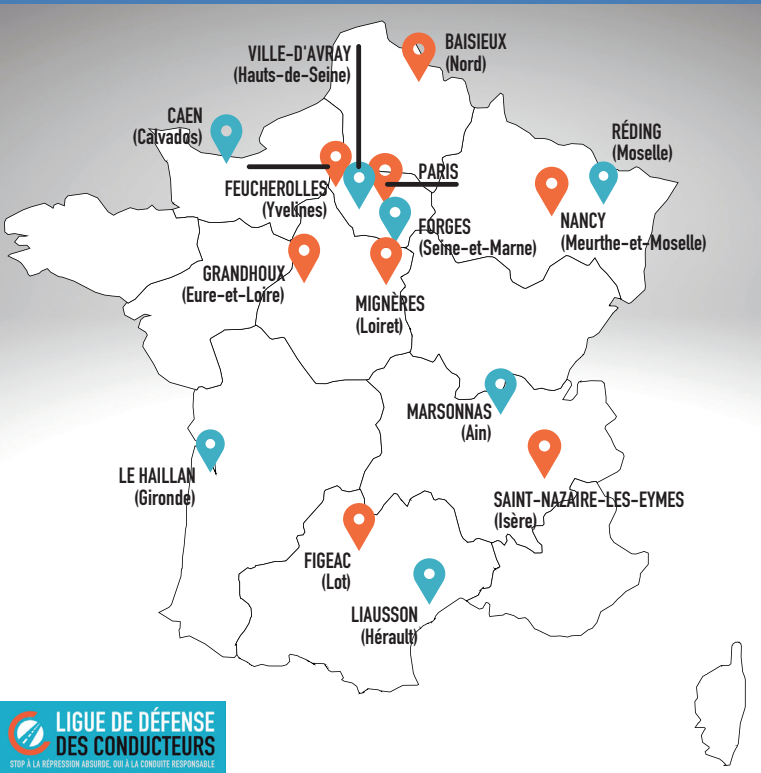 VILLE-D'AVRAY
(Hauts-de-Seine)
BAISIEUX
(Nord)
CAEN
(Calvados)
RÉDING
(Moselle)
FEUCHEROLLES
(Yvelines)
PARIS
FORGES
(Seine-et-Marne)
NANCY
(Meurthe-et-Moselle)
GRANDHOUX
(Eure-et-Loire)
MIGNÈRES
(Loiret)
MARSONNAS
(Ain)
LE HAILLAN
(Gironde)
SAINT-NAZAIRE-LES-EYMES
(Isère)
FIGEAC
(Lot)
LIAUSSON
(Hérault)
LIGUE DE DÉFENSE
DES CONDUCTEURS
STOP À LA RÉPRESSION ABSURDE, OUI À LA CONDUITE RESPONSABLE